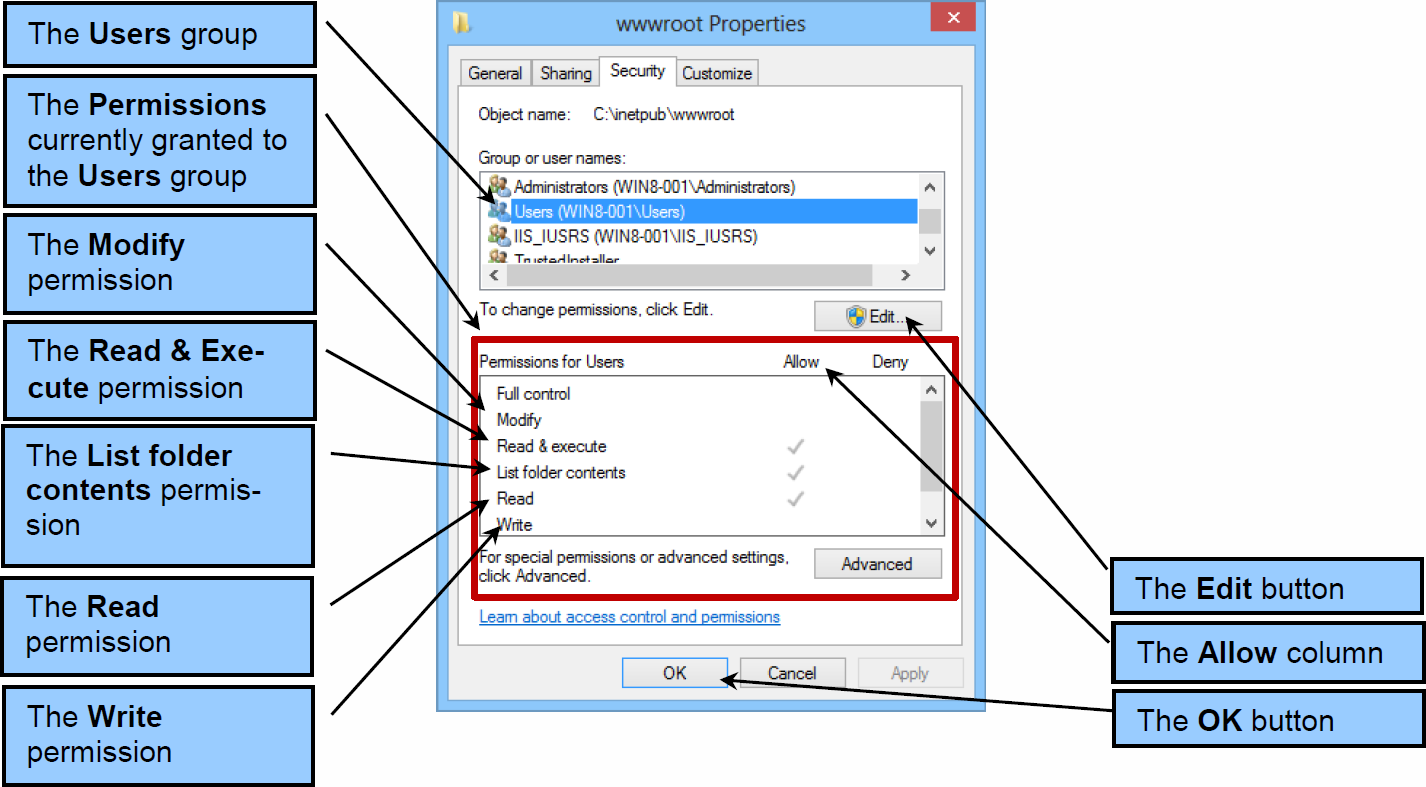 The Users group
The Permissions
currently granted to
the Users group
The Modify
permission
The Read & Exe-
cute permission
The List folder
contents permis-
sion
The Read
permission
The Write
permission
wwwroot Properties
General Sharing Security Customize
Object name: C:\inetpub\wwwroot
Group or user names:
Administrators (WIN8-001\Administrators)
Users (WIN8-001\Users)
IIS_IUSRS (WIN8-001\IIS_IUSRS)
TrustedInstaller
To change permissions, click Edit.
Edit...
Permissions for Users Allow Deny
Full control
Modify
Read & execute
List folder contents
Read
Write
For special permissions or advanced settings,
click Advanced.
Advanced
Learn about access control and permissions
OK Cancel Apply
The Edit button
The Allow column
The OK button